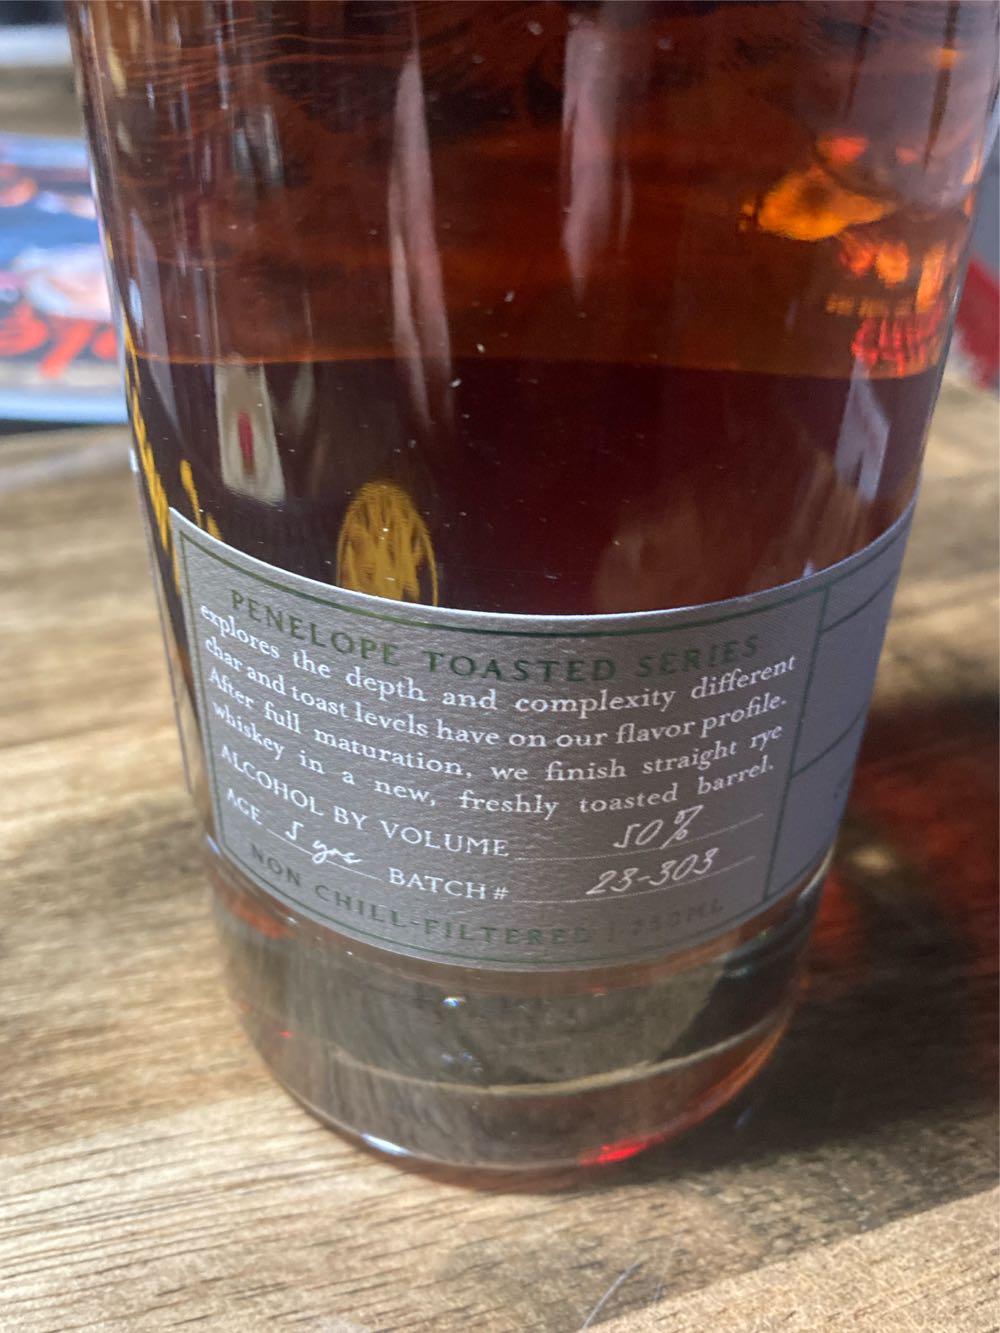 PENELOPE TOASTED SERIES
explores the depth and complexity different
char and toast levels have on our flavor profile.
After full maturation, we finish straight rye
whiskey in a new, freshly toasted barrel.
ALCOHOL BY VOLUME 50%
AGE 5 yrs BATCH# 23-303
NON CHILL-FILTERED | 750ML